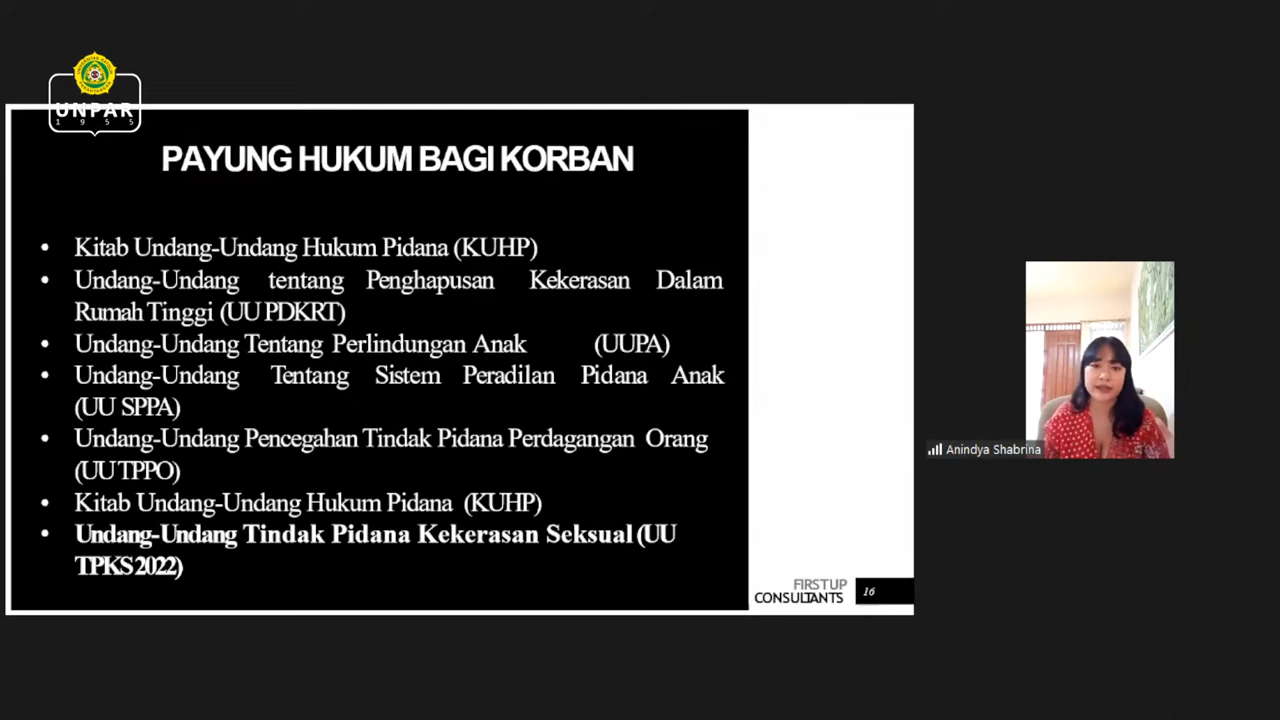 UNPAR
1955
PAYUNG HUKUM BAGI KORBAN
• Kitab Undang-Undang Hukum Pidana (KUHP)
• Undang-Undang tentang Penghapusan Kekerasan Dalam
Rumah Tinggi (UU PDKRT)
• Undang-Undang Tentang Perlindungan Anak (UUPA)
• Undang-Undang Tentang Sistem Peradilan Pidana Anak
(UU SPPA)
• Undang-Undang Pencegahan Tindak Pidana Perdagangan Orang
(UU TPPO)
• Kitab Undang-Undang Hukum Pidana (KUHP)
• Undang-Undang Tindak Pidana Kekerasan Seksual (UU
TPKS 2022)
FIRSTUP
CONSULTANTS
16
Anindya Shabrina